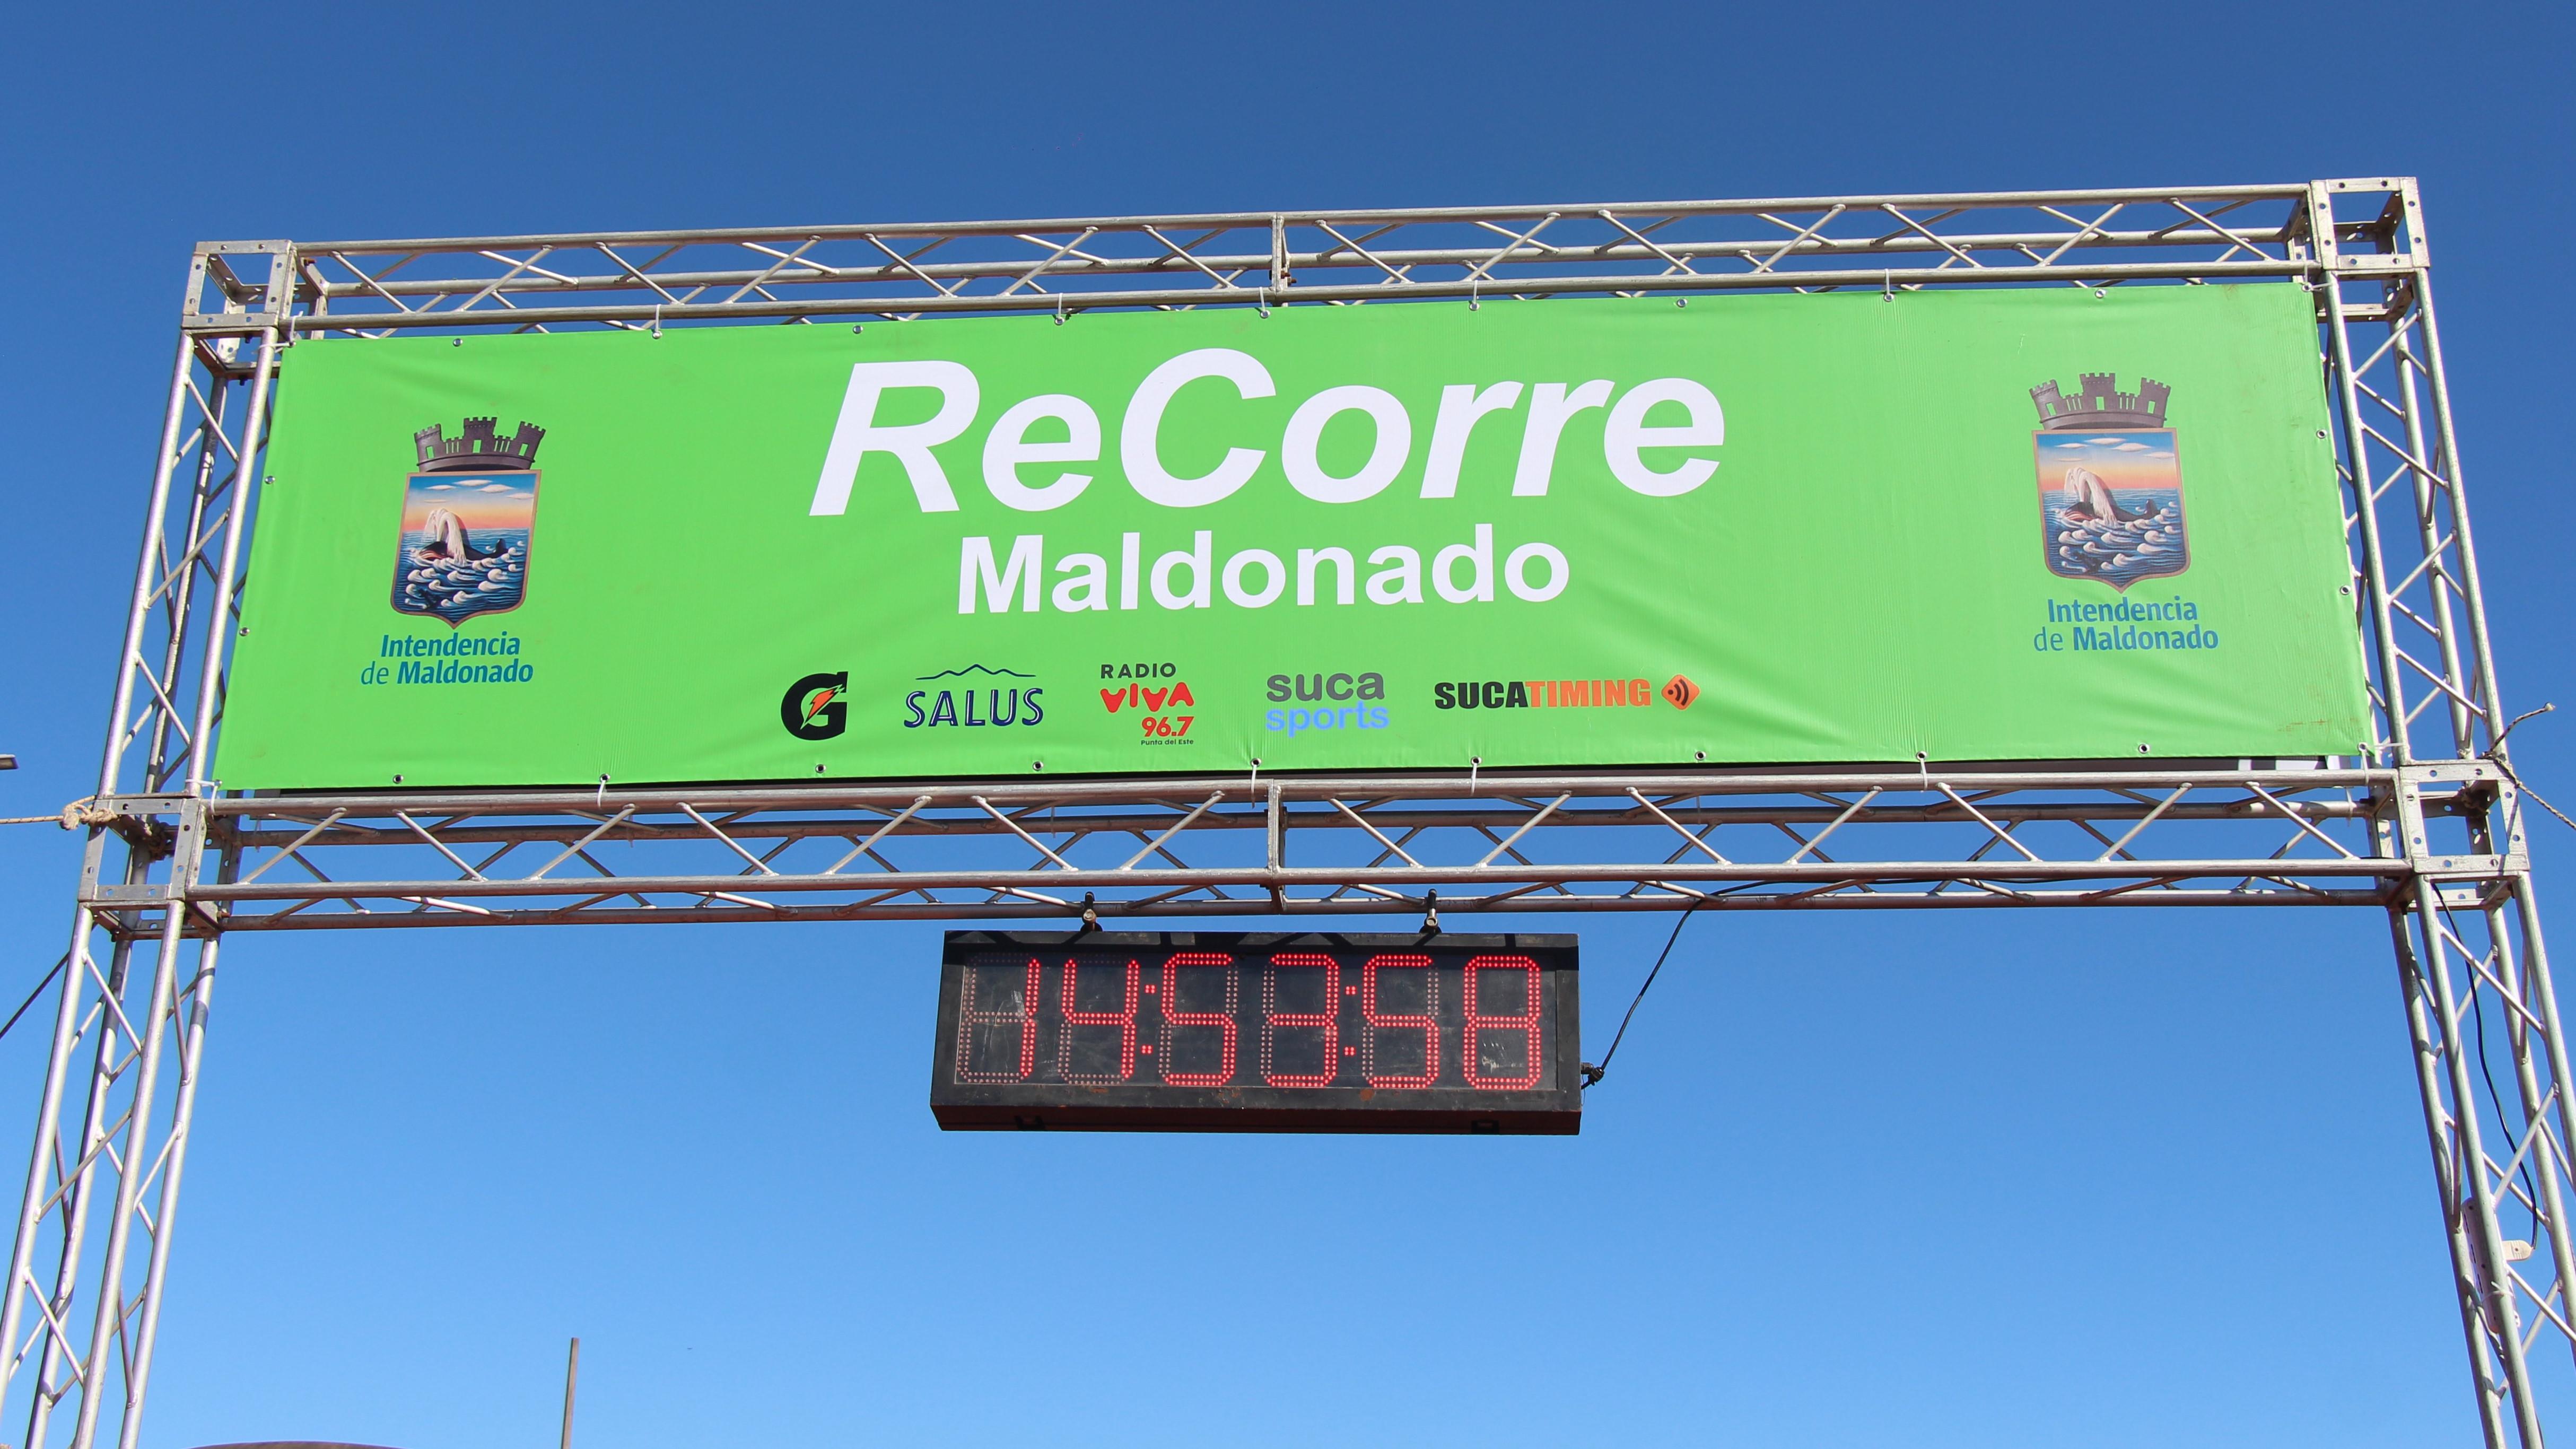 ReCorre
Maldonado
Intendencia
de Maldonado
Intendencia
de Maldonado
G
SALUS
RADIO
VIVA
96.7
Punta del Este
suca
sports
SUCATIMING
14:53:58